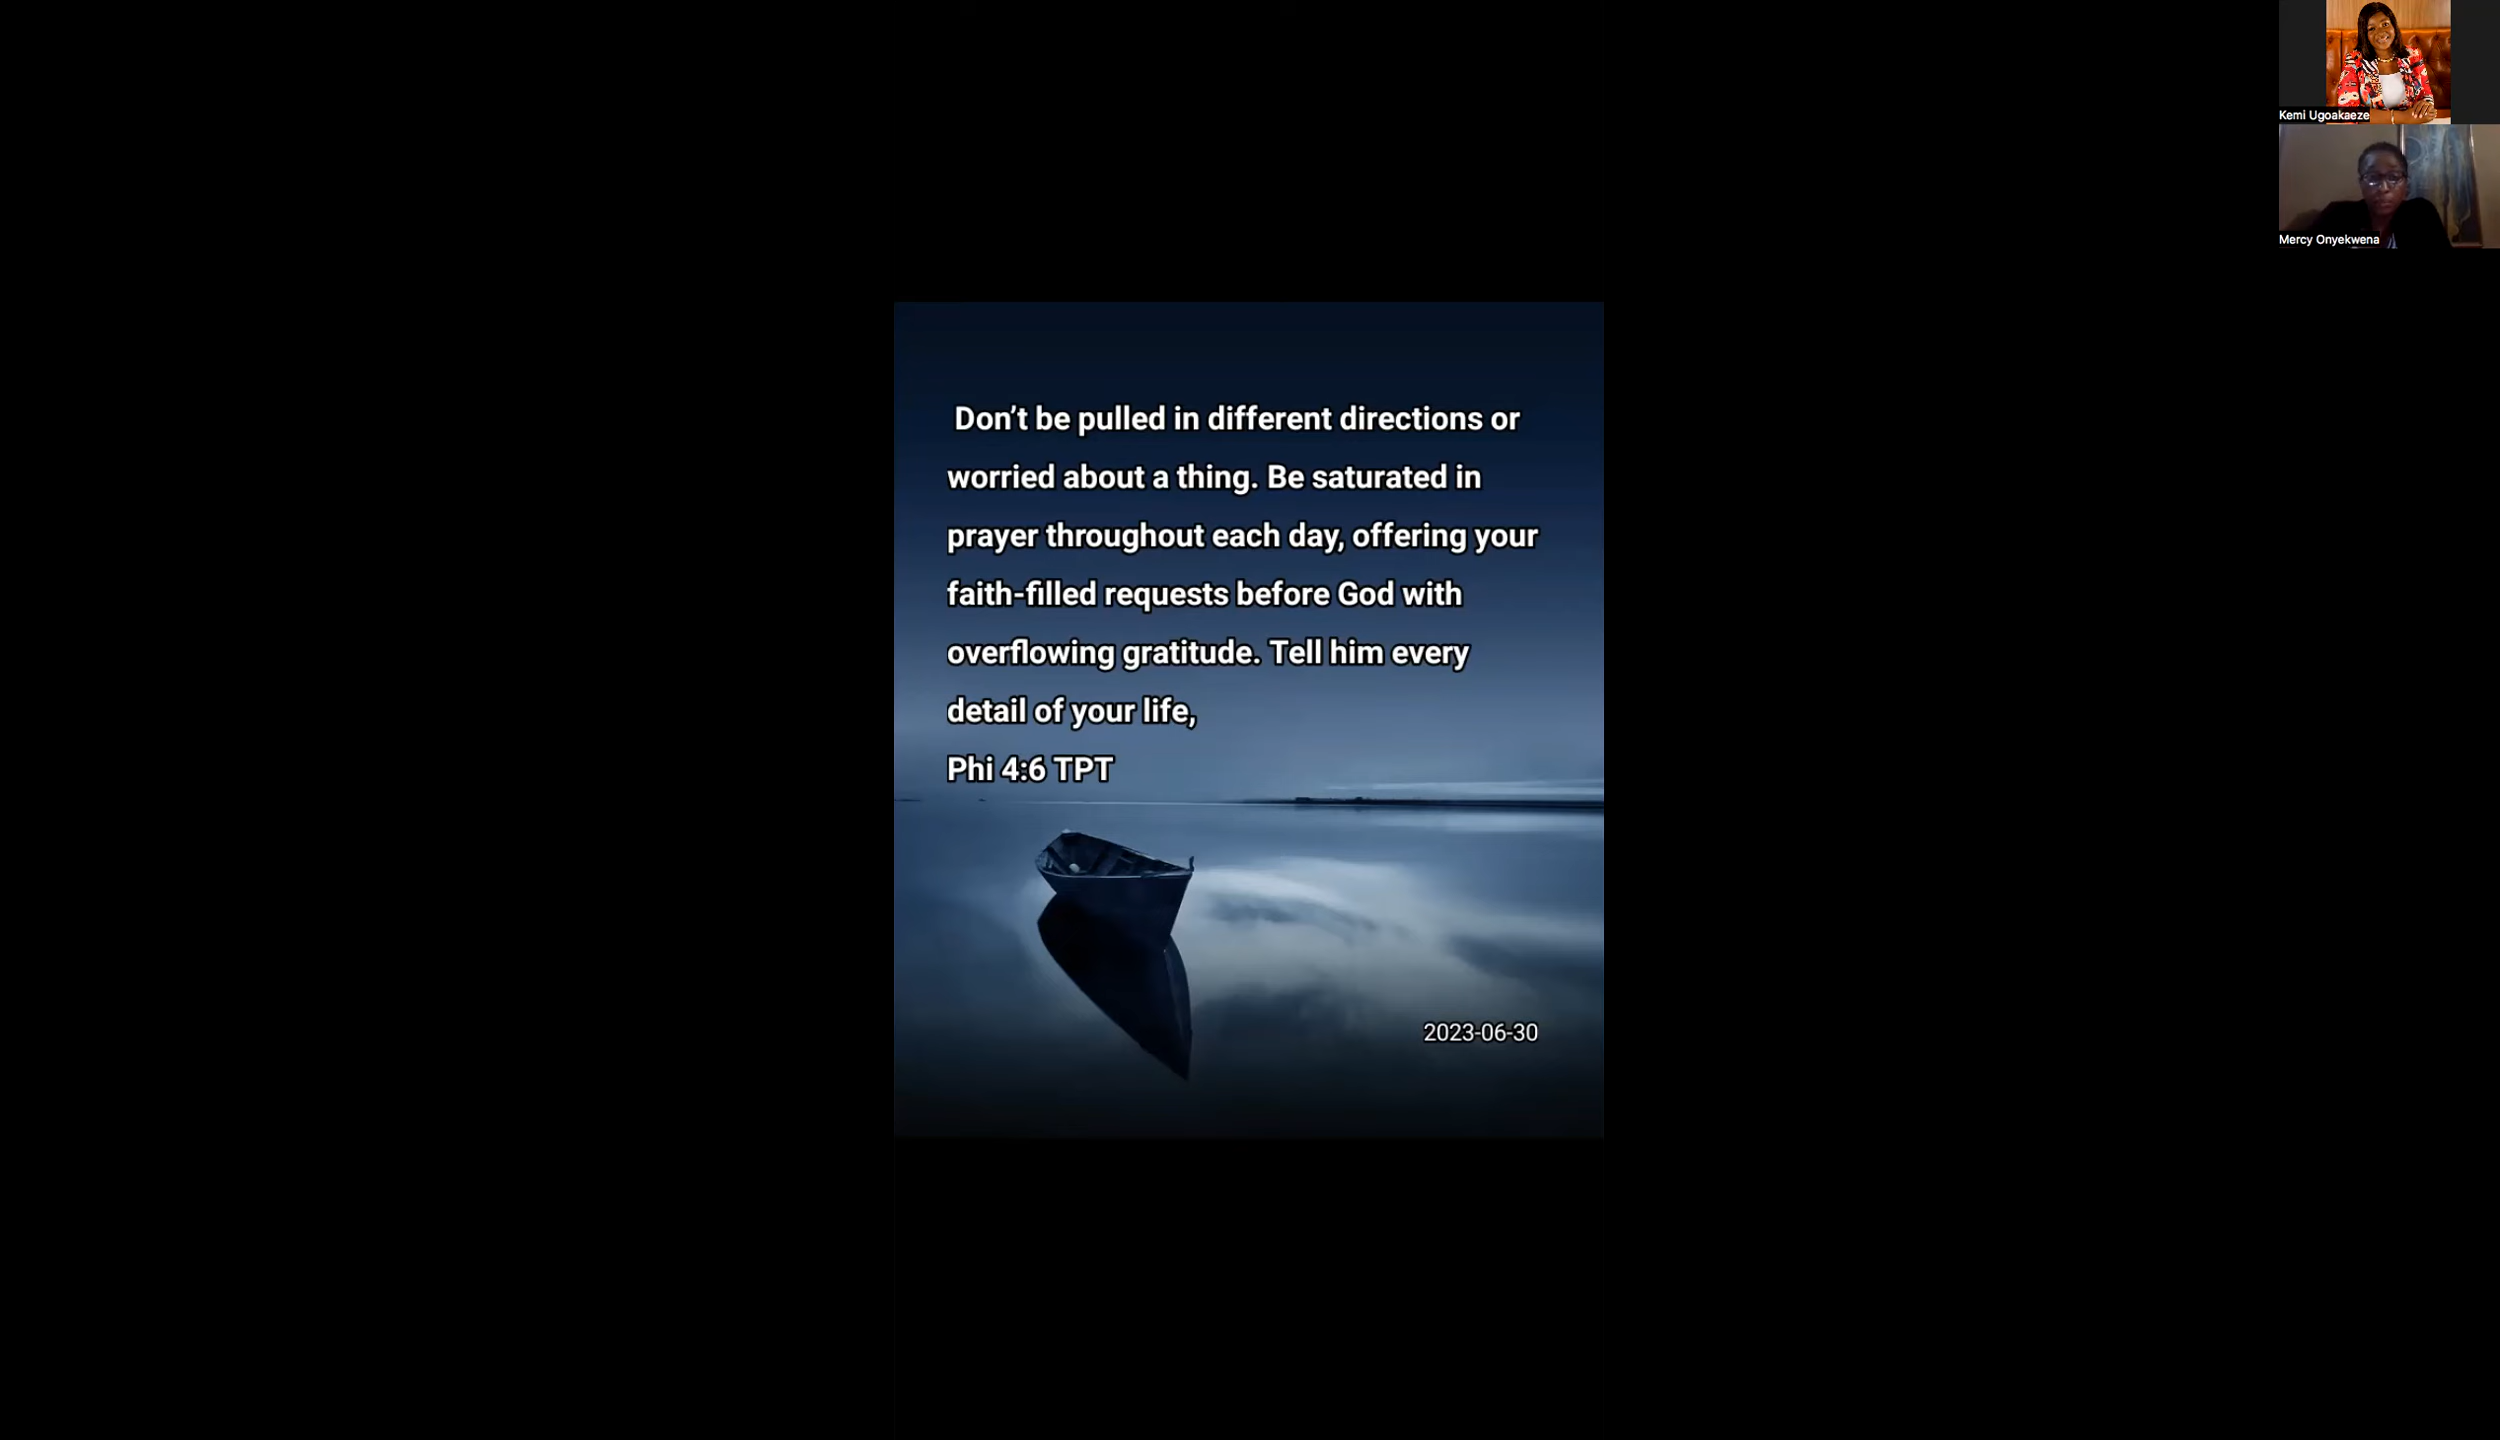 Kemi Ugoakaeze
Mercy Onyekwena
Don't be pulled in different directions or
worried about a thing. Be saturated in
prayer throughout each day, offering your
faith-filled requests before God with
overflowing gratitude. Tell him every
detail of your life,
Phi 4:6 TPT
2023-06-30